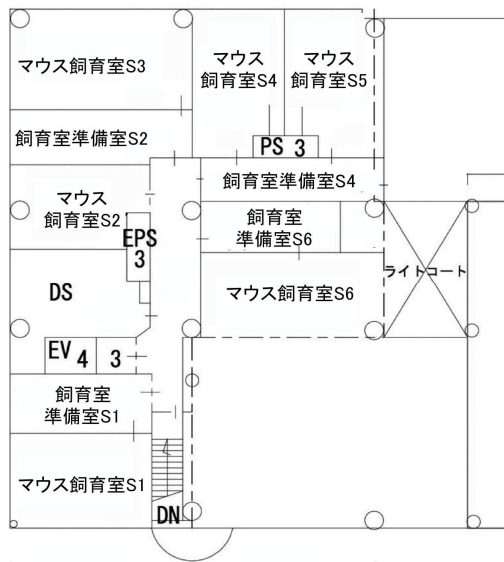 マウス飼育室S3
マウス
飼育室S4
マウス
飼育室S5
飼育室準備室S2
PS 3
飼育室準備室S4
マウス
飼育室S2
EPS
3
飼育室
準備室S6
DS
マウス飼育室S6
ライトコート
EV 4
3
飼育室
準備室S1
マウス飼育室S1
DN